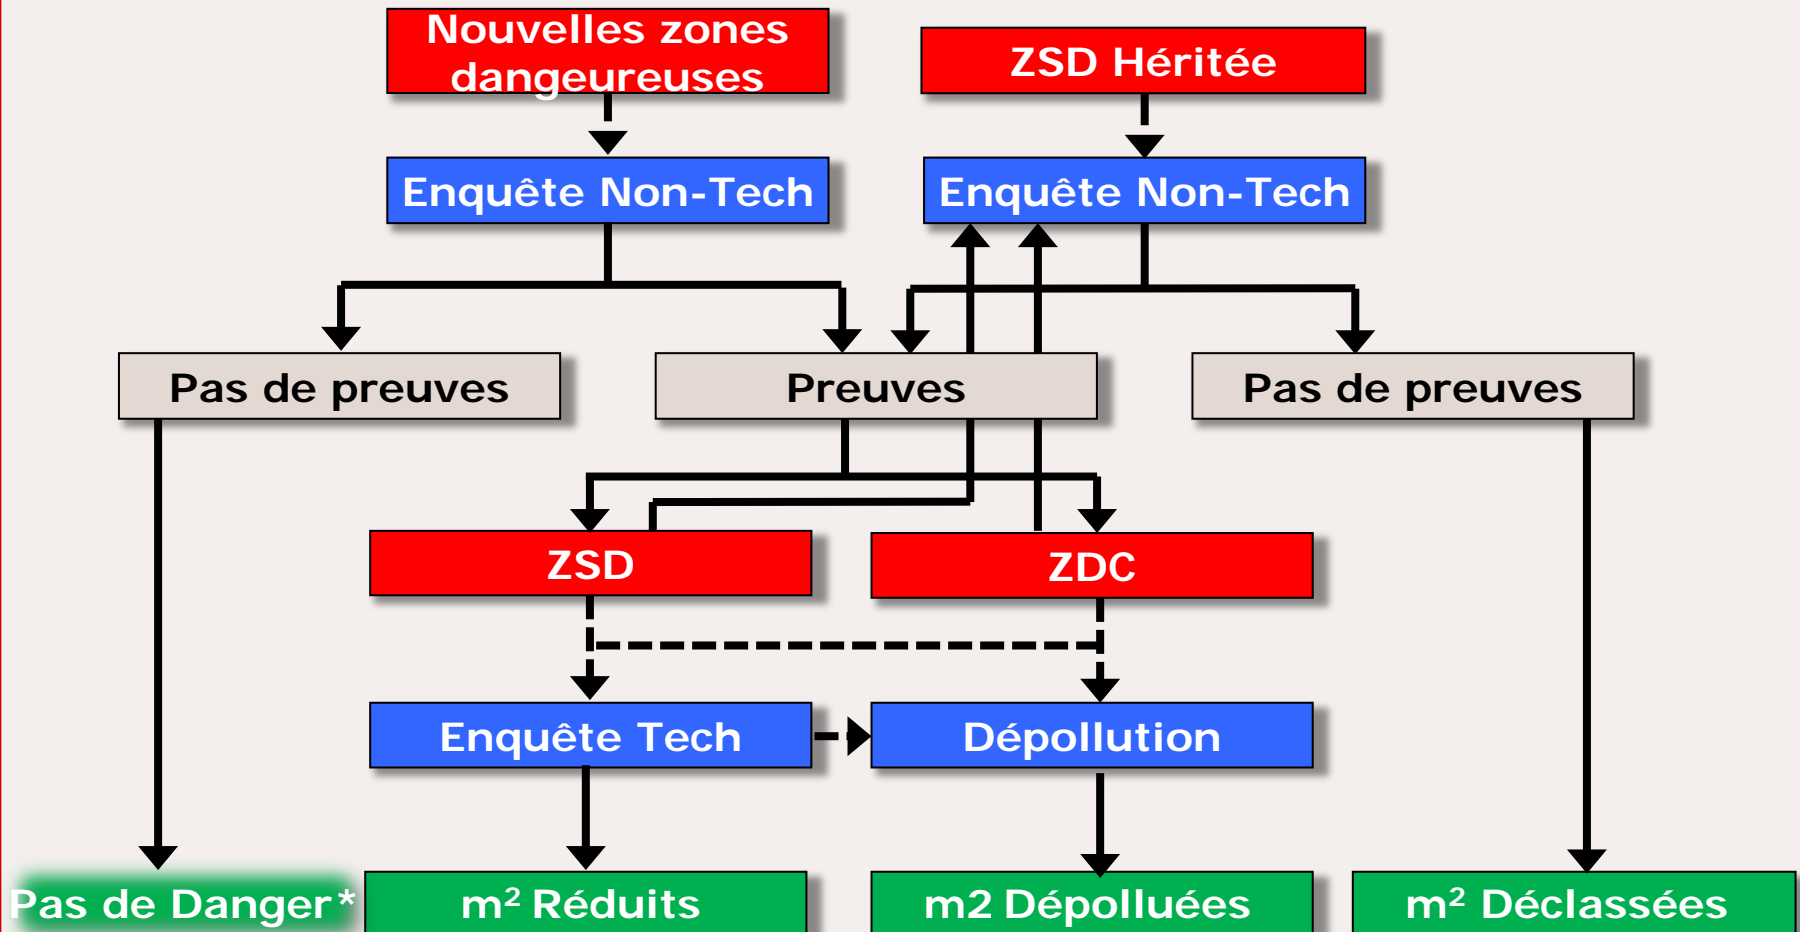 Nouvelles zones
dangeureuses
ZSD Héritée
Enquête Non-Tech
Enquête Non-Tech
Pas de preuves
Preuves
Pas de preuves
ZSD
ZDC
Enquête Tech
Dépollution
Pas de Danger*
m² Réduits
m2 Dépolluées
m² Déclassées